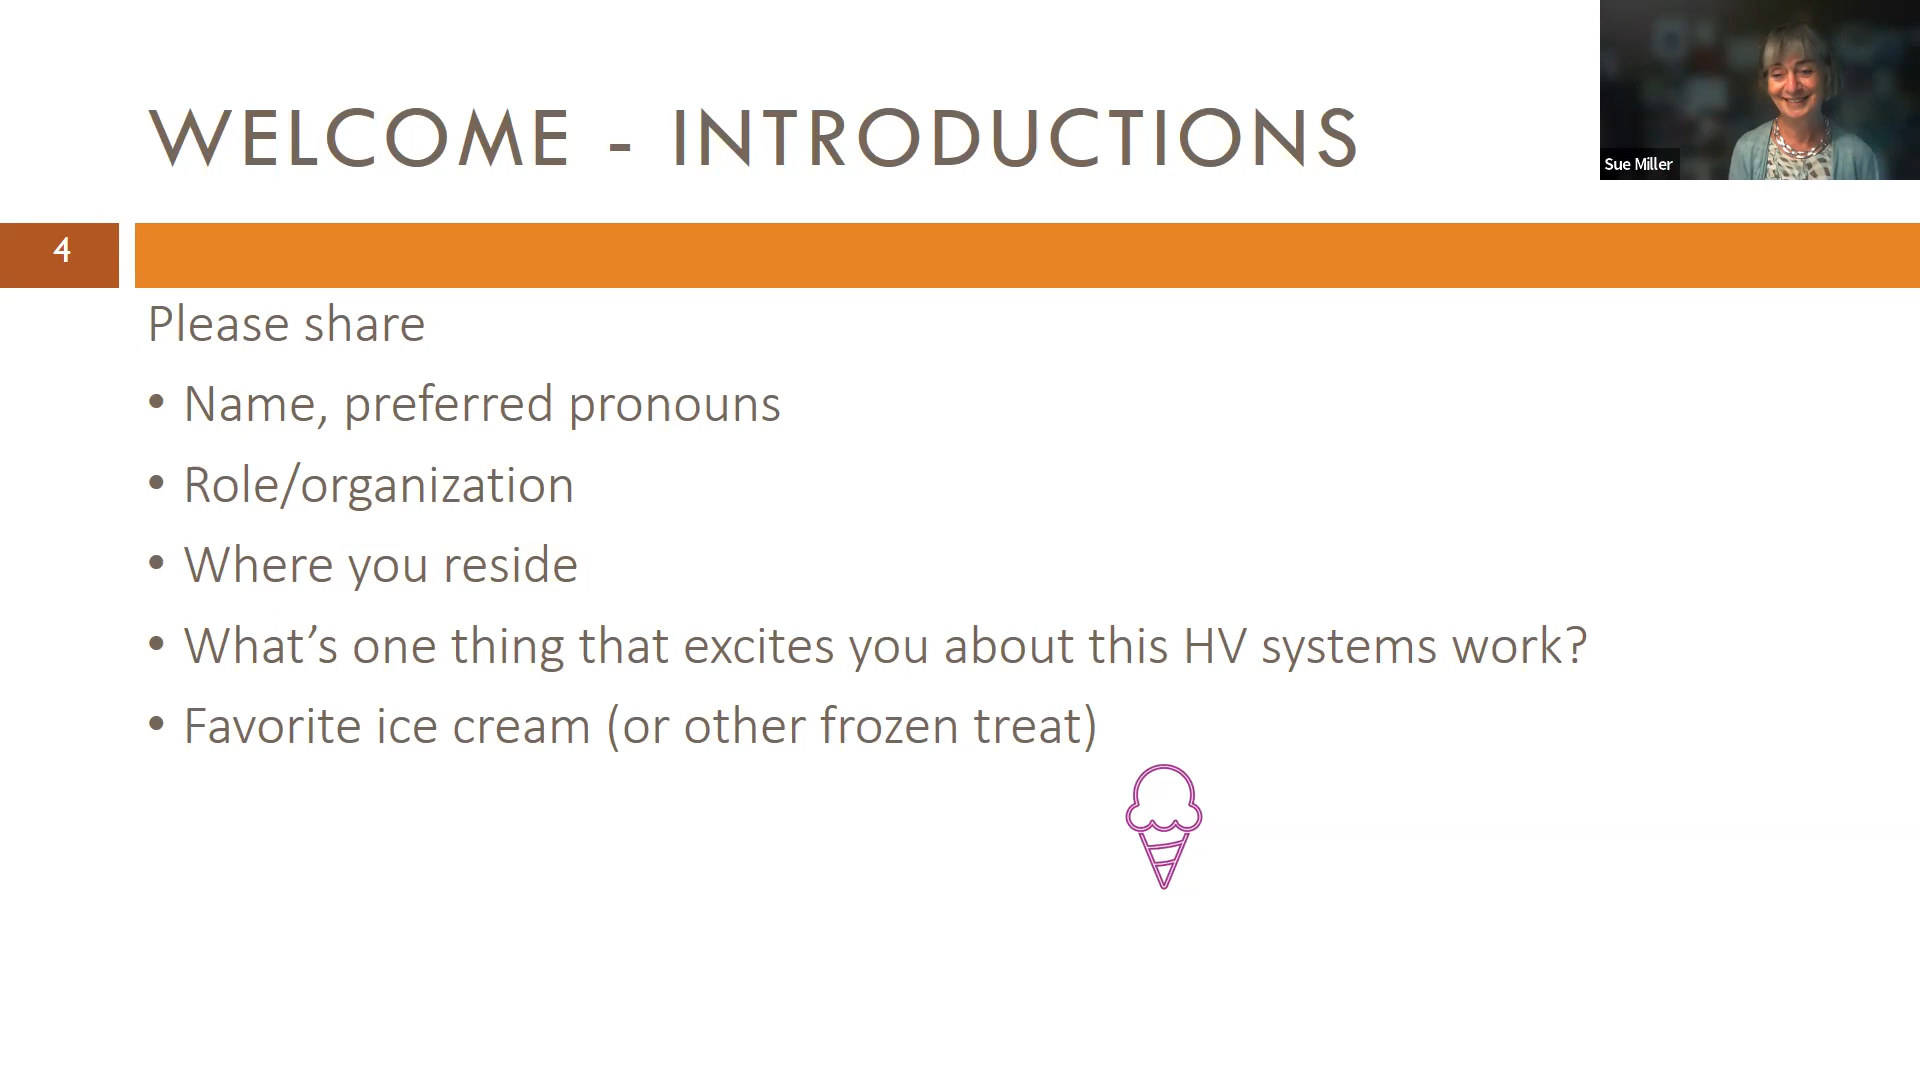 WELCOME - INTRODUCTIONS
Sue Miller
4
Please share
• Name, preferred pronouns
• Role/organization
• Where you reside
• What’s one thing that excites you about this HV systems work?
• Favorite ice cream (or other frozen treat)